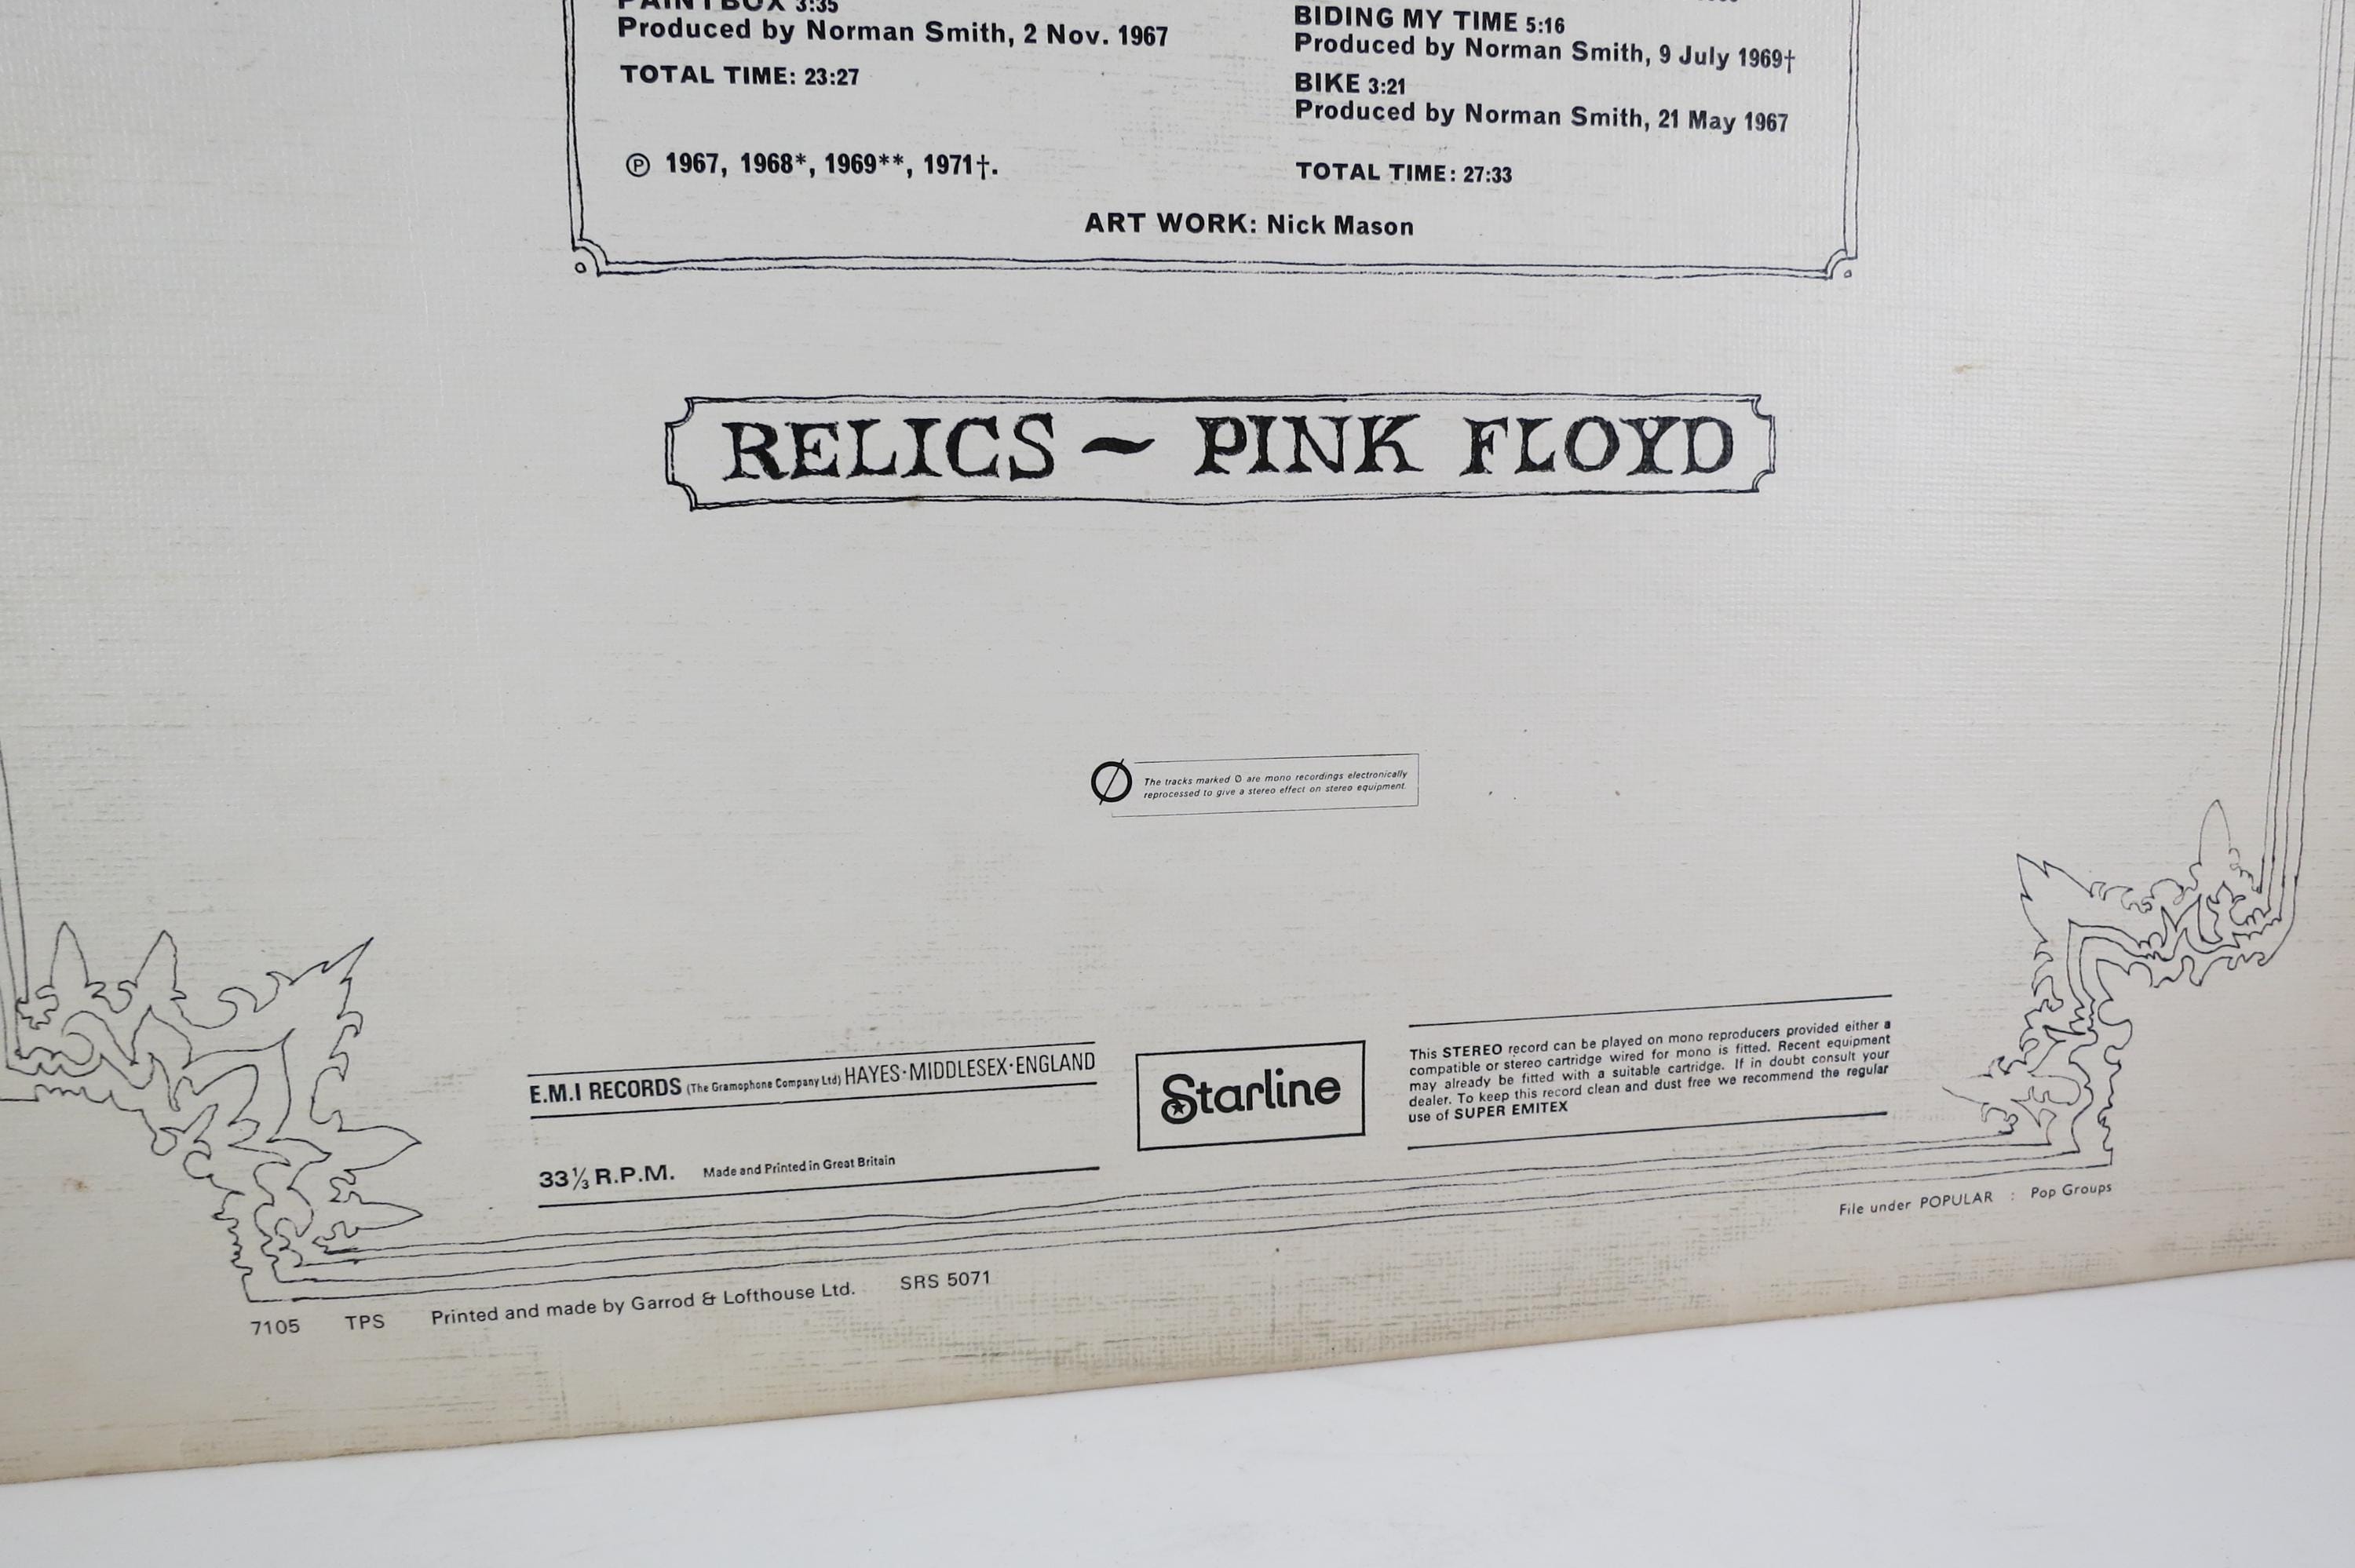 PAINTBOX 3:35
Produced by Norman Smith, 2 Nov. 1967
TOTAL TIME: 23:27
Ⓟ 1967, 1968*, 1969**, 1971†.
BIDING MY TIME 5:16
Produced by Norman Smith, 9 July 1969†
BIKE 3:21
Produced by Norman Smith, 21 May 1967
TOTAL TIME: 27:33
ART WORK: Nick Mason
RELICS ~ PINK FLOYD
Ø The tracks marked Ø are mono recordings electronically
reprocessed to give a stereo effect on stereo equipment.
E.M.I RECORDS (The Gramophone Company Ltd) HAYES·MIDDLESEX·ENGLAND
33⅓ R.P.M. Made and Printed in Great Britain
Starline
This STEREO record can be played on mono reproducers provided either a
compatible or stereo cartridge wired for mono is fitted. Recent equipment
may already be fitted with a suitable cartridge. If in doubt consult your
dealer. To keep this record clean and dust free we recommend the regular
use of SUPER EMITEX
File under POPULAR : Pop Groups
7105 TPS Printed and made by Garrod & Lofthouse Ltd. SRS 5071